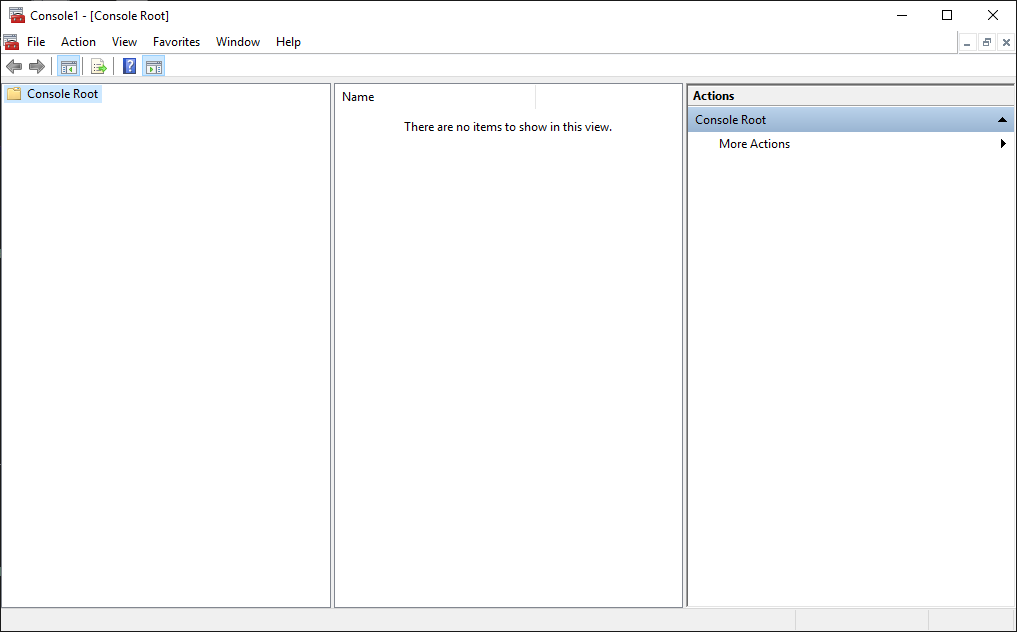 Console1 - [Console Root]
File Action View Favorites Window Help
?
Console Root
Name
There are no items to show in this view.
Actions
Console Root
More Actions